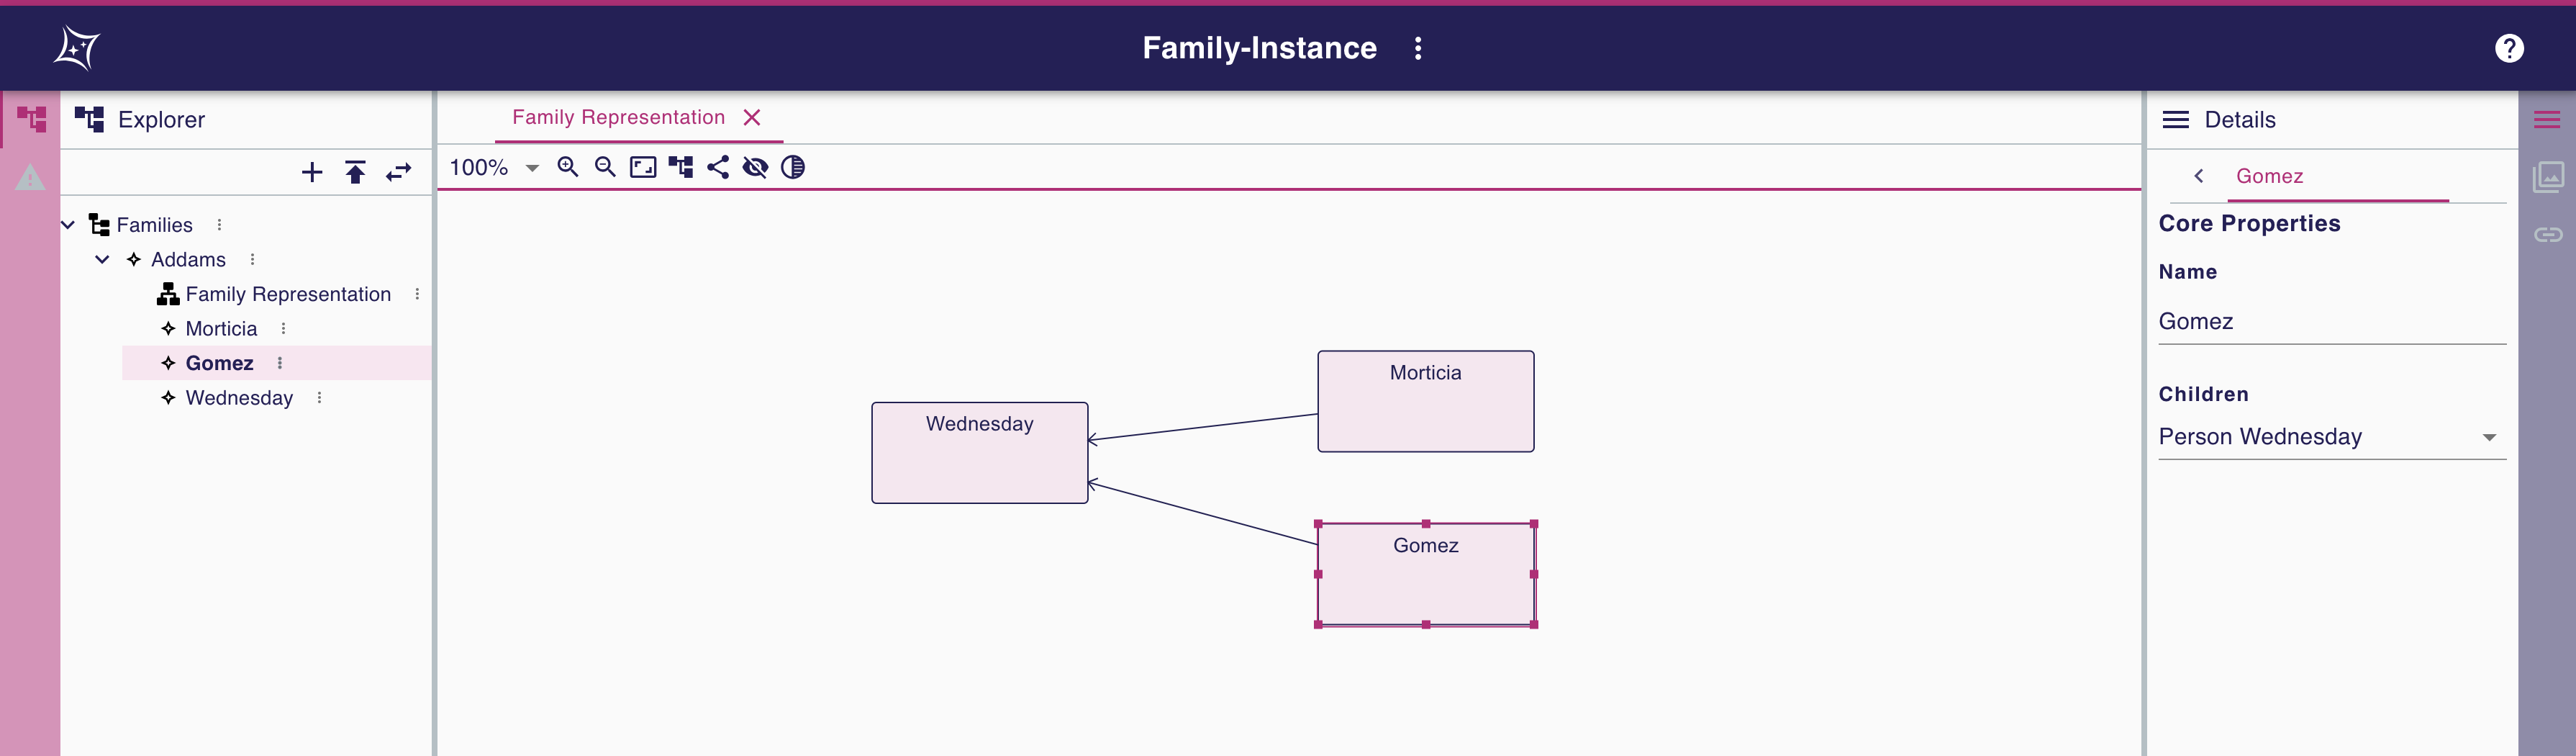 Family-Instance
Explorer
Families
Addams
Family Representation
Morticia
Gomez
Wednesday
Family Representation
100%
Wednesday
Morticia
Gomez
Details
Gomez
Core Properties
Name
Gomez
Children
Person Wednesday